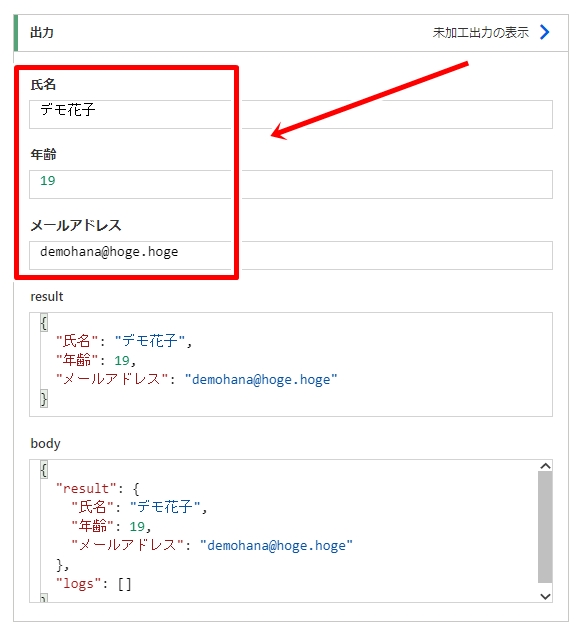 出力
未加工出力の表示
氏名
デモ花子
年齢
19
メールアドレス
demohana@hoge.hoge
result
{
"氏名": "デモ花子",
"年齢": 19,
"メールアドレス": "demohana@hoge.hoge"
}
body
{
"result": {
"氏名": "デモ花子",
"年齢": 19,
"メールアドレス": "demohana@hoge.hoge"
},
"logs": []
}